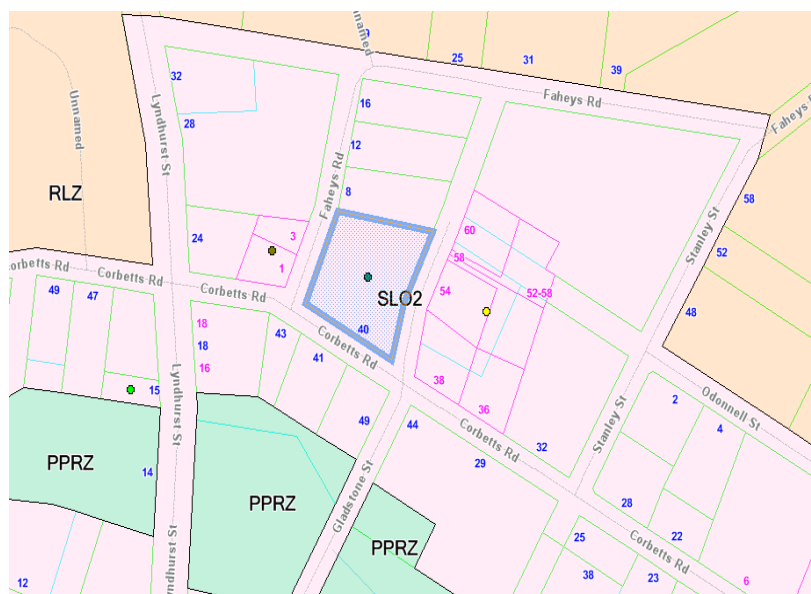 9
25
31
39
Unnamed
32
Lyndhurst St
16
Faheys Rd
Faheys R
28
12
Unnamed
RLZ
Faheys Rd
8
Stanley St
58
24
3
60
1
58
52
orbetts Rd
Corbetts Rd
49
47
Corbetts Rd
54
SLO2
52-58
48
18
18
16
43
41
40
Corbetts Rd
15
Lyndhurst St
38
36
Odonnell St
2
4
49
44
Corbetts Rd
32
Stanley St
PPRZ
14
29
PPRZ
Gladstone St
28
22
PPRZ
25
Corbetts Rd
12
yndhurst St
38
23
6